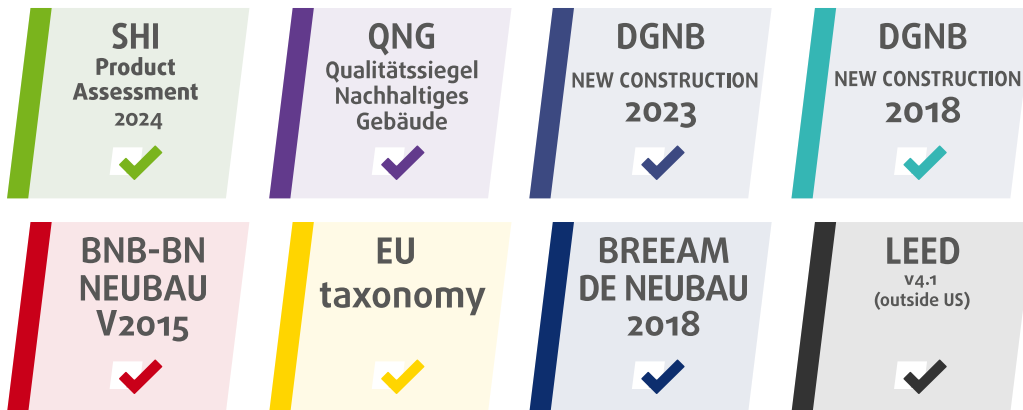 SHI
Product
Assessment
2024
QNG
Qualitätssiegel
Nachhaltiges
Gebäude
DGNB
NEW CONSTRUCTION
2023
DGNB
NEW CONSTRUCTION
2018
BNB-BN
NEUBAU
V2015
EU
taxonomy
BREEAM
DE NEUBAU
2018
LEED
v4.1
(outside US)